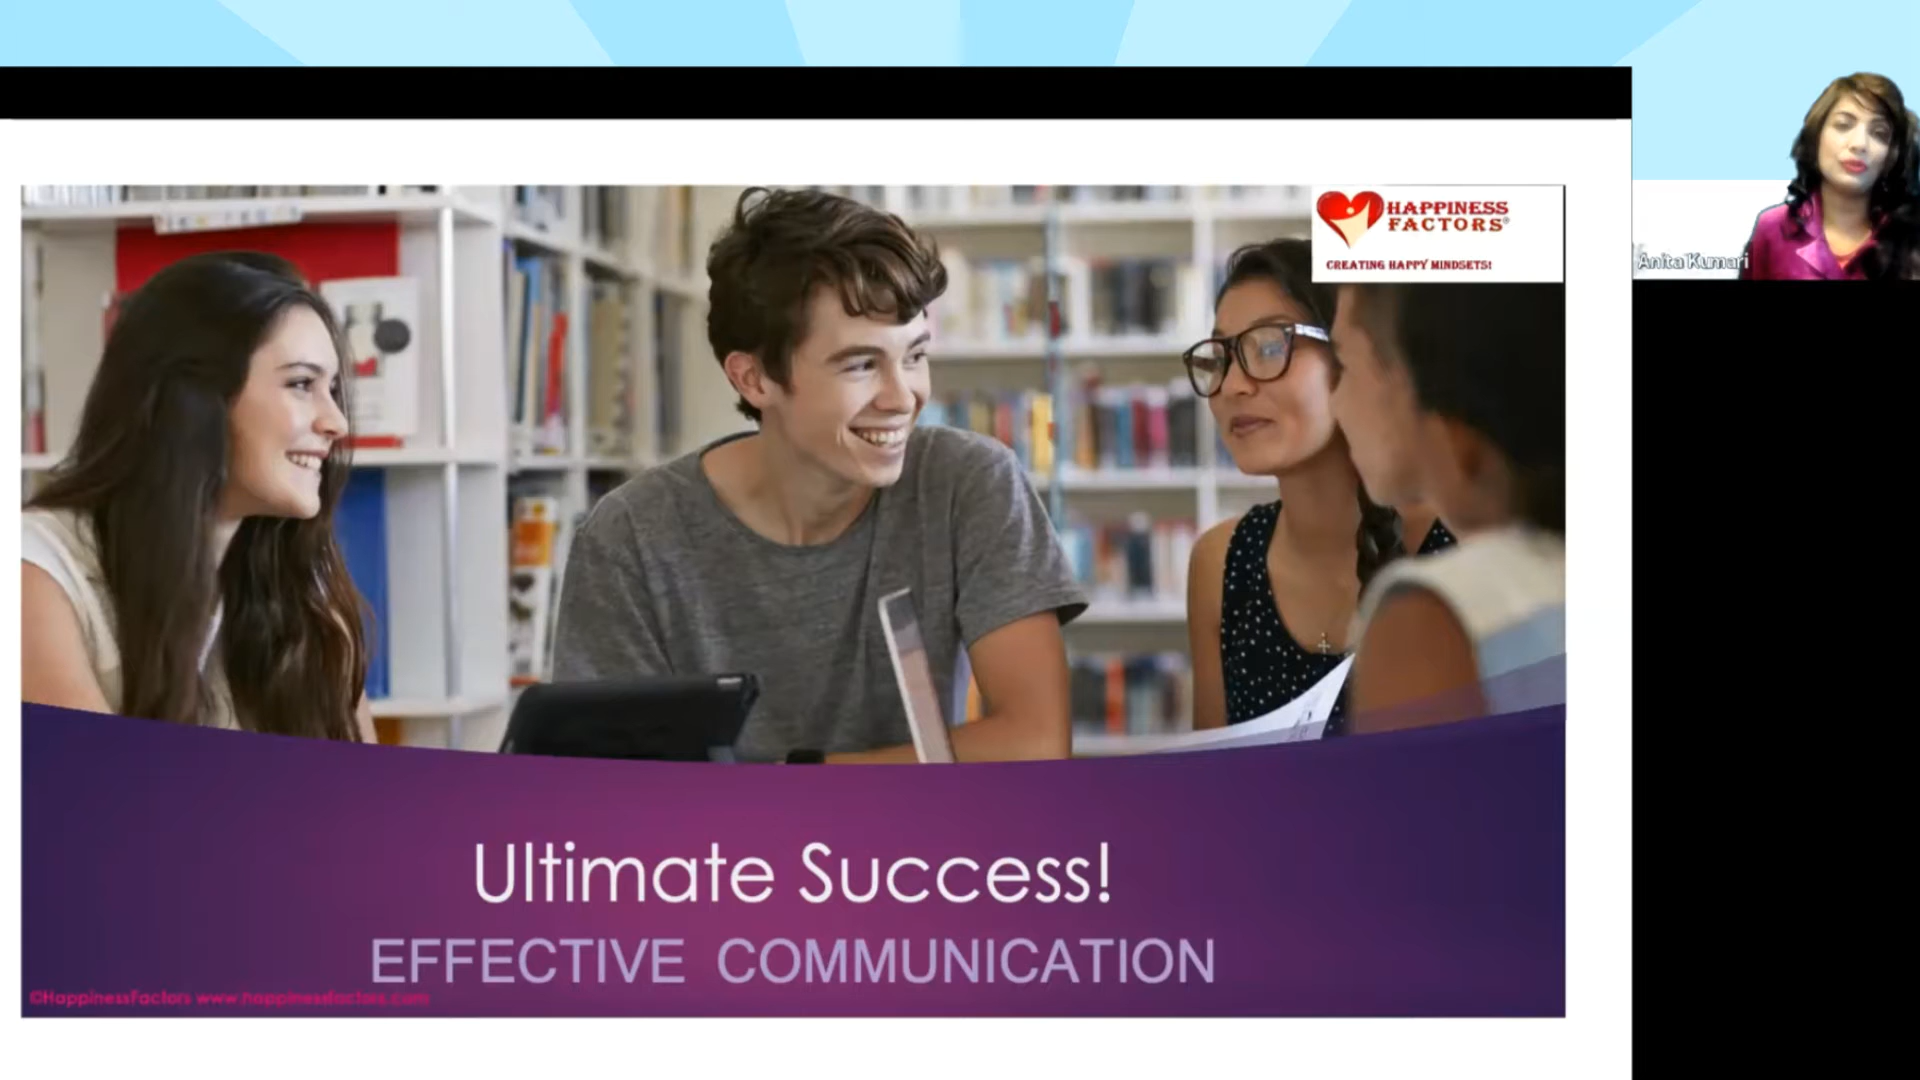 HAPPINESS
FACTORS®
CREATING HAPPY MINDSETS!
Anita Kumari
Ultimate Success!
EFFECTIVE COMMUNICATION
©HappinessFactors www.happinessfactors.com